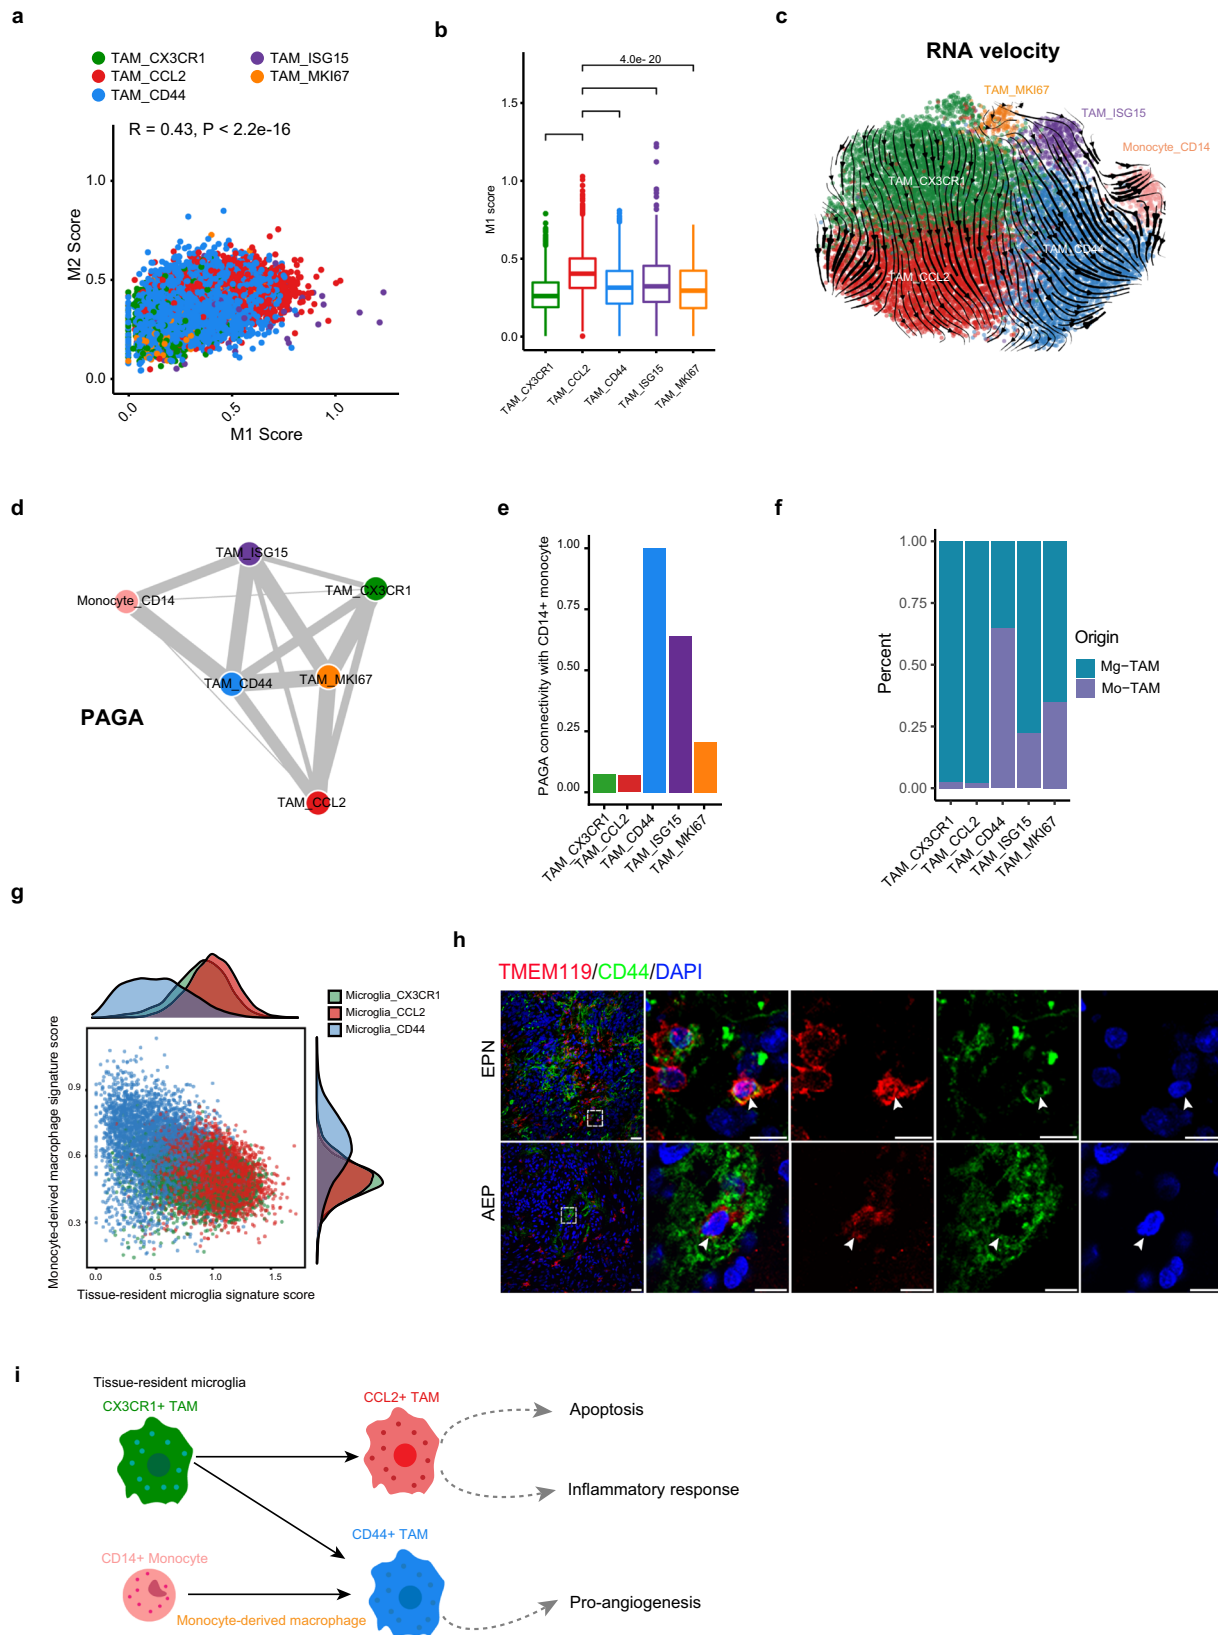 a
TAM_CX3CR1
TAM_CCL2
TAM_CD44
TAM_ISG15
TAM_MKI67
R = 0.43, P < 2.2e-16
M2 Score
1.0
0.5
0.0
0.0
0.5
1.0
M1 Score
b
4.0e- 20
M1 score
1.5
1.0
0.5
0.0
TAM_CX3CR1
TAM_CCL2
TAM_CD44
TAM_ISG15
TAM_MKI67
c
RNA velocity
TAM_MKI67
TAM_ISG15
Monocyte_CD14
TAM_CX3CR1
TAM_CD44
TAM_CCL2
d
TAM_ISG15
Monocyte_CD14
TAM_CX3CR1
TAM_CD44
TAM_MKI67
PAGA
TAM_CCL2
e
PAGA connectivity with CD14+ monocyte
1.00
0.75
0.50
0.25
0.00
TAM_CX3CR1
TAM_CCL2
TAM_CD44
TAM_ISG15
TAM_MKI67
f
Percent
1.00
0.75
0.50
0.25
0.00
TAM_CX3CR1
TAM_CCL2
TAM_CD44
TAM_ISG15
TAM_MKI67
Origin
Mg−TAM
Mo−TAM
g
Microglia_CX3CR1
Microglia_CCL2
Microglia_CD44
Monocyte-derived macrophage signature score
0.9
0.6
0.3
0.0
0.5
1.0
1.5
Tissue-resident microglia signature score
h
TMEM119/CD44/DAPI
EPN
AEP
i
Tissue-resident microglia
CX3CR1+ TAM
CCL2+ TAM
Apoptosis
Inflammatory response
CD44+ TAM
CD14+ Monocyte
Monocyte-derived macrophage
Pro-angiogenesis